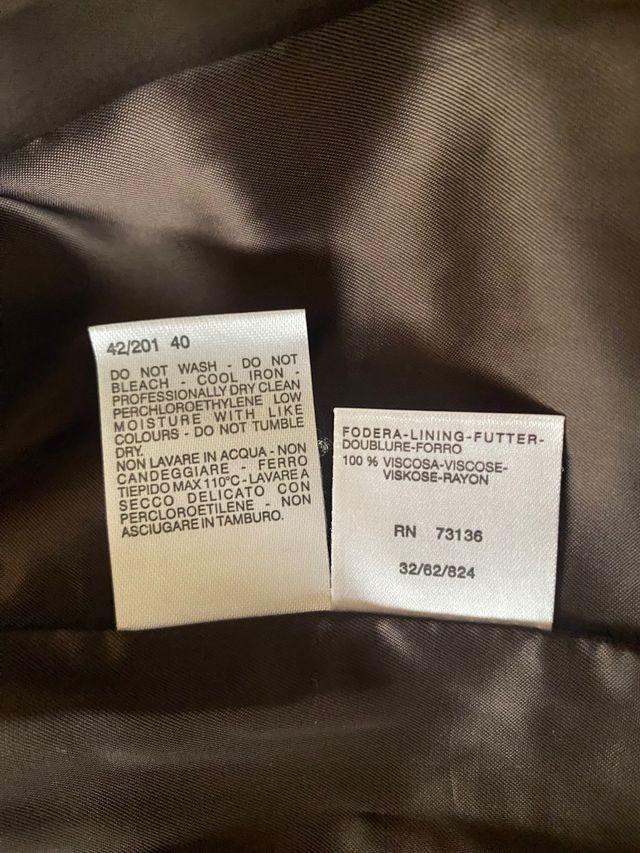 42/201 40
DO NOT WASH - DO NOT
BLEACH - COOL IRON -
PROFESSIONALLY DRY CLEAN
PERCHLOROETHYLENE LOW
MOISTURE WITH LIKE
COLOURS - DO NOT TUMBLE
DRY.
NON LAVARE IN ACQUA - NON
CANDEGGIARE - FERRO
TIEPIDO MAX 110°C - LAVARE A
SECCO DELICATO CON
PERCLOROETILENE - NON
ASCIUGARE IN TAMBURO.
FODERA-LINING-FUTTER-
DOUBLURE-FORRO
100 % VISCOSA-VISCOSE-
VISKOSE-RAYON
RN 73136
32/62/824